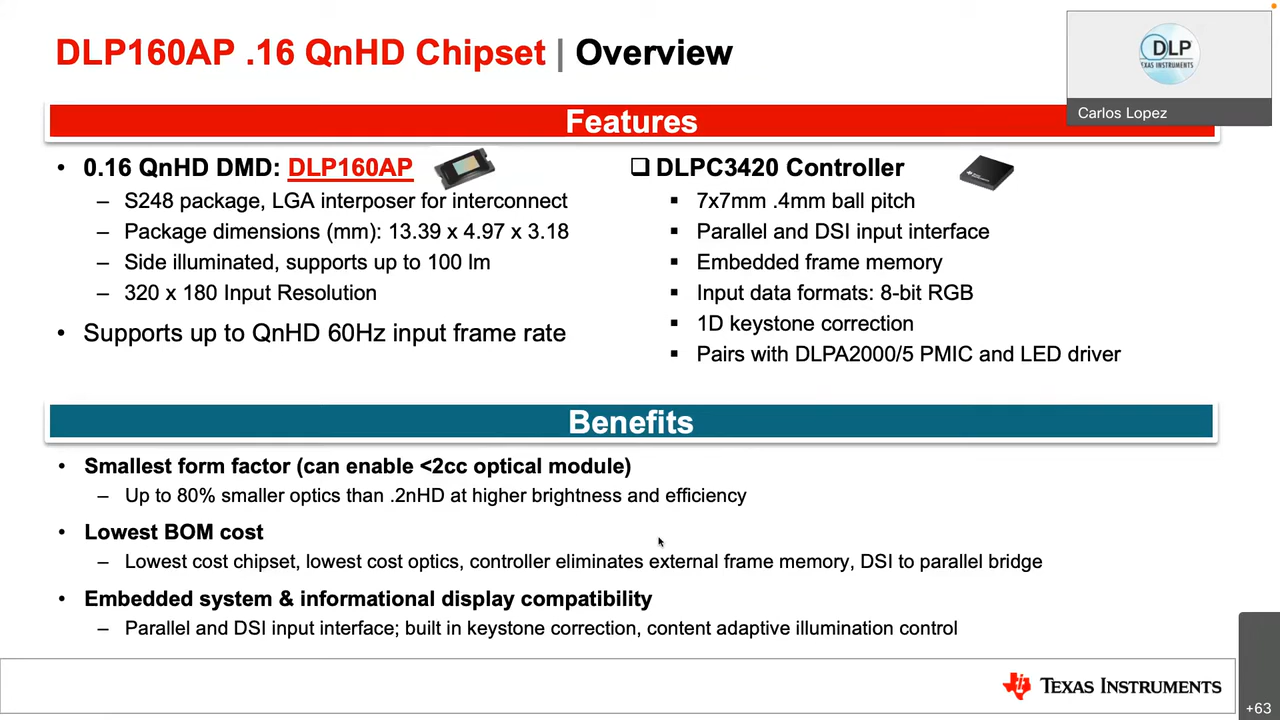 DLP160AP .16 QnHD Chipset | Overview
DLP
TEXAS INSTRUMENTS
Carlos Lopez
Features
• 0.16 QnHD DMD: DLP160AP
– S248 package, LGA interposer for interconnect
– Package dimensions (mm): 13.39 x 4.97 x 3.18
– Side illuminated, supports up to 100 lm
– 320 x 180 Input Resolution
• Supports up to QnHD 60Hz input frame rate
❑ DLPC3420 Controller
▪ 7x7mm .4mm ball pitch
▪ Parallel and DSI input interface
▪ Embedded frame memory
▪ Input data formats: 8-bit RGB
▪ 1D keystone correction
▪ Pairs with DLPA2000/5 PMIC and LED driver
Benefits
• Smallest form factor (can enable <2cc optical module)
– Up to 80% smaller optics than .2nHD at higher brightness and efficiency
• Lowest BOM cost
– Lowest cost chipset, lowest cost optics, controller eliminates external frame memory, DSI to parallel bridge
• Embedded system & informational display compatibility
– Parallel and DSI input interface; built in keystone correction, content adaptive illumination control
TEXAS INSTRUMENTS
+63